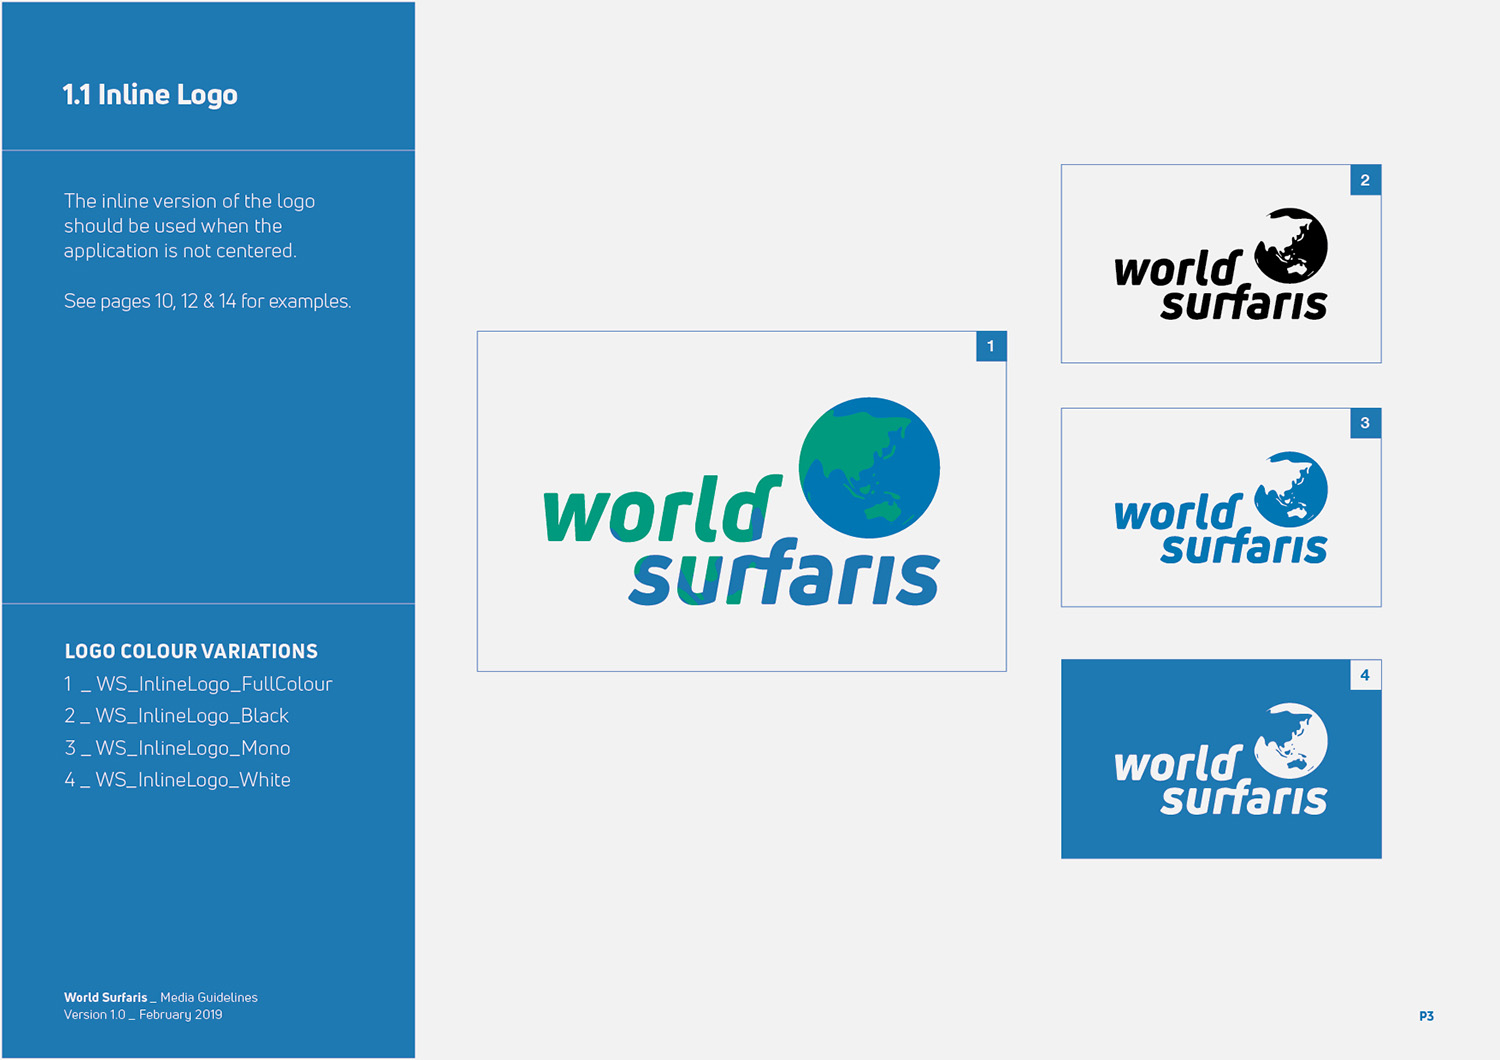 1.1 Inline Logo
The inline version of the logo
should be used when the
application is not centered.
See pages 10, 12 & 14 for examples.
LOGO COLOUR VARIATIONS
1 _ WS_InlineLogo_FullColour
2 _ WS_InlineLogo_Black
3 _ WS_InlineLogo_Mono
4 _ WS_InlineLogo_White
World Surfaris _ Media Guidelines
Version 1.0 _ February 2019
1
world
surfaris
2
world
surfaris
3
world
surfaris
4
world
surfaris
P3